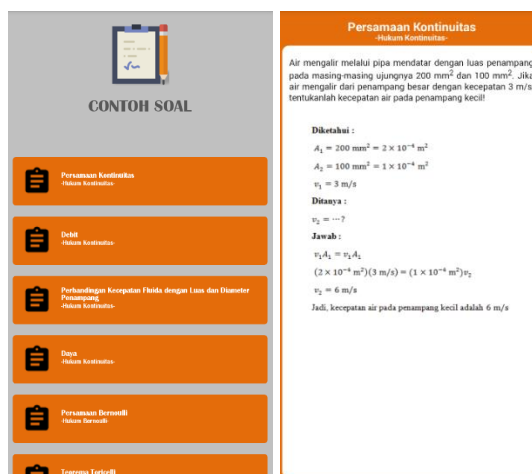 CONTOH SOAL
Persamaan Kontinuitas
-Hukum Kontinuitas-
Debit
-Hukum Kontinuitas-
Perbandingan Kecepatan Fluida dengan Luas dan Diameter
Penampang
-Hukum Kontinuitas-
Daya
-Hukum Kontinuitas-
Persamaan Bernoulli
-Hukum Bernoulli-
Teorema Toricelli
Persamaan Kontinuitas
-Hukum Kontinuitas-
Air mengalir melalui pipa mendatar dengan luas penampang
pada masing-masing ujungnya 200 mm² dan 100 mm². Jika
air mengalir dari penampang besar dengan kecepatan 3 m/s,
tentukanlah kecepatan air pada penampang kecil!
Diketahui :
A₁ = 200 mm² = 2 × 10⁻⁴ m²
A₂ = 100 mm² = 1 × 10⁻⁴ m²
v₁ = 3 m/s
Ditanya :
v₂ = ⋯?
Jawab :
v₁A₁ = v₁A₂
(2 × 10⁻⁴ m²)(3 m/s) = (1 × 10⁻⁴ m²)v₂
v₂ = 6 m/s
Jadi, kecepatan air pada penampang kecil adalah 6 m/s